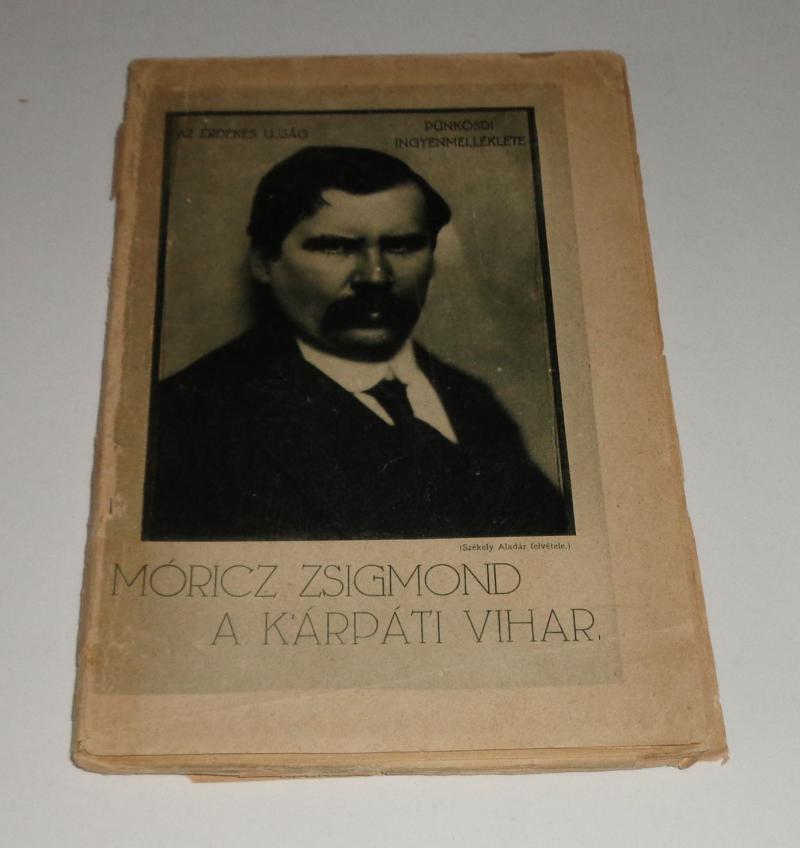 AZ ÉRDEKES UJSÁG
PÜNKÖSDI
INGYENMELLÉKLETE
(Székely Aladár felvétele.)
MÓRICZ ZSIGMOND
A KÁRPÁTI VIHAR.